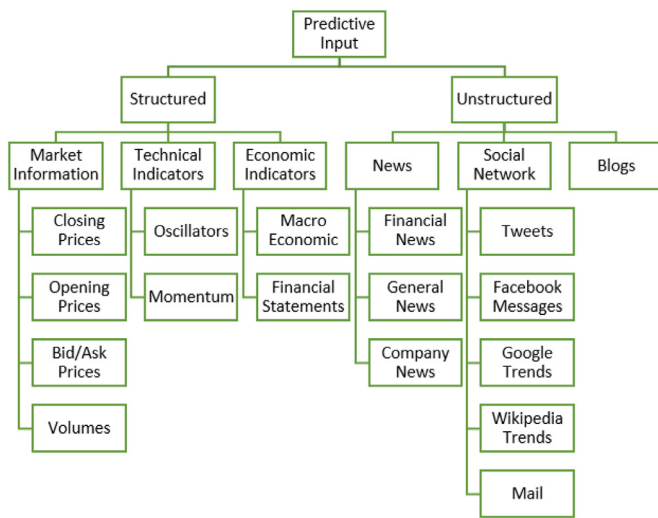 Predictive
Input
Structured
Unstructured
Market
Information
Technical
Indicators
Economic
Indicators
News
Social
Network
Blogs
Closing
Prices
Oscillators
Macro
Economic
Financial
News
Tweets
Opening
Prices
Momentum
Financial
Statements
General
News
Facebook
Messages
Bid/Ask
Prices
Company
News
Google
Trends
Volumes
Wikipedia
Trends
Mail